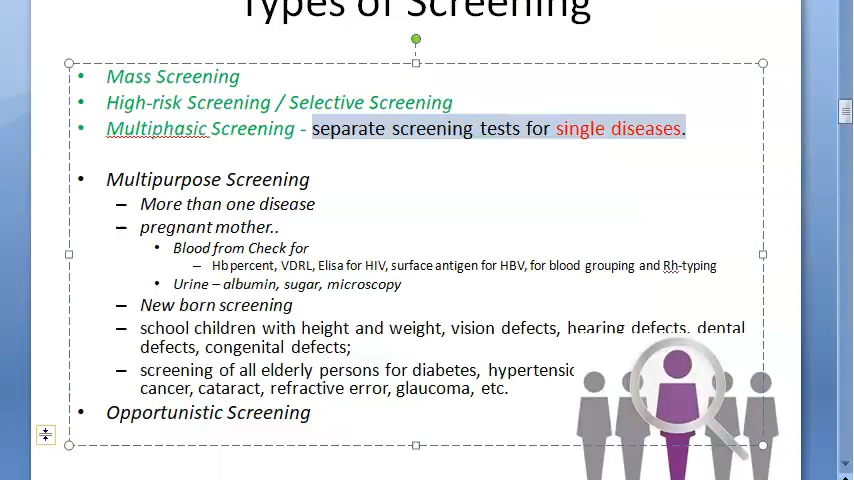 Types of Screening
• Mass Screening
• High-risk Screening / Selective Screening
• Multiphasic Screening - separate screening tests for single diseases.
• Multipurpose Screening
– More than one disease
– pregnant mother..
• Blood from Check for
– Hb percent, VDRL, Elisa for HIV, surface antigen for HBV, for blood grouping and Rh-typing
• Urine – albumin, sugar, microscopy
– New born screening
– school children with height and weight, vision defects, hearing defects, dental
defects, congenital defects;
– screening of all elderly persons for diabetes,
cancer, cataract, refractive error, glaucoma, etc.
• Opportunistic Screening